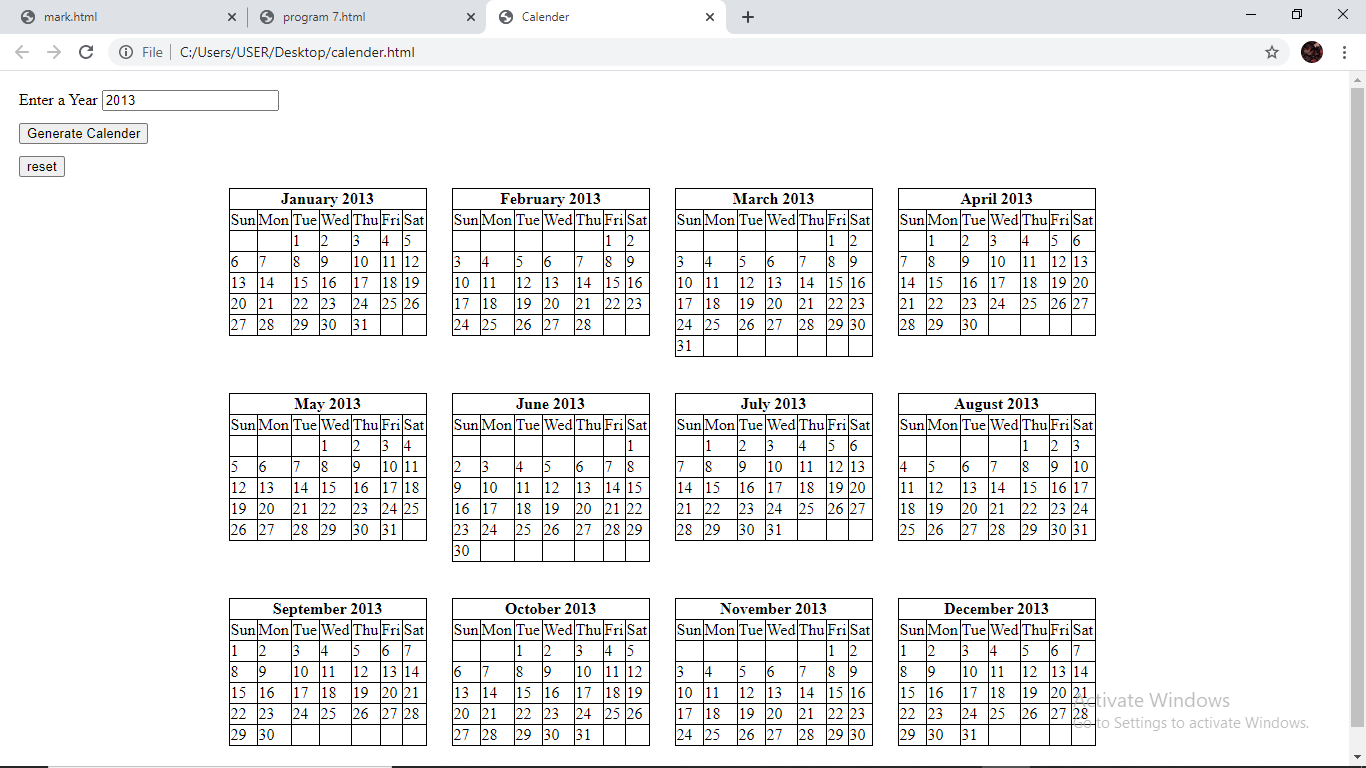 mark.html program 7.html Calender
File C:/Users/USER/Desktop/calender.html
Enter a Year 2013
Generate Calender
reset
January 2013 February 2013 March 2013 April 2013
Sun Mon Tue Wed Thu Fri Sat Sun Mon Tue Wed Thu Fri Sat Sun Mon Tue Wed Thu Fri Sat Sun Mon Tue Wed Thu Fri Sat
1 2 3 4 5 1 2 1 2 1 2 3 4 5 6
6 7 8 9 10 11 12 3 4 5 6 7 8 9 3 4 5 6 7 8 9 7 8 9 10 11 12 13
13 14 15 16 17 18 19 10 11 12 13 14 15 16 10 11 12 13 14 15 16 14 15 16 17 18 19 20
20 21 22 23 24 25 26 17 18 19 20 21 22 23 17 18 19 20 21 22 23 21 22 23 24 25 26 27
27 28 29 30 31 24 25 26 27 28 24 25 26 27 28 29 30 28 29 30
31
May 2013 June 2013 July 2013 August 2013
Sun Mon Tue Wed Thu Fri Sat Sun Mon Tue Wed Thu Fri Sat Sun Mon Tue Wed Thu Fri Sat Sun Mon Tue Wed Thu Fri Sat
1 2 3 4 1 1 2 3 4 5 6 1 2 3
5 6 7 8 9 10 11 2 3 4 5 6 7 8 7 8 9 10 11 12 13 4 5 6 7 8 9 10
12 13 14 15 16 17 18 9 10 11 12 13 14 15 14 15 16 17 18 19 20 11 12 13 14 15 16 17
19 20 21 22 23 24 25 16 17 18 19 20 21 22 21 22 23 24 25 26 27 18 19 20 21 22 23 24
26 27 28 29 30 31 23 24 25 26 27 28 29 28 29 30 31 25 26 27 28 29 30 31
30
September 2013 October 2013 November 2013 December 2013
Sun Mon Tue Wed Thu Fri Sat Sun Mon Tue Wed Thu Fri Sat Sun Mon Tue Wed Thu Fri Sat Sun Mon Tue Wed Thu Fri Sat
1 2 3 4 5 6 7 1 2 3 4 5 1 2 1 2 3 4 5 6 7
8 9 10 11 12 13 14 6 7 8 9 10 11 12 3 4 5 6 7 8 9 8 9 10 11 12 13 14
15 16 17 18 19 20 21 13 14 15 16 17 18 19 10 11 12 13 14 15 16 15 16 17 18 19 20 21
22 23 24 25 26 27 28 20 21 22 23 24 25 26 17 18 19 20 21 22 23 22 23 24 25 26 27 28
29 30 27 28 29 30 31 24 25 26 27 28 29 30 29 30 31
Activate Windows
Go to Settings to activate Windows.